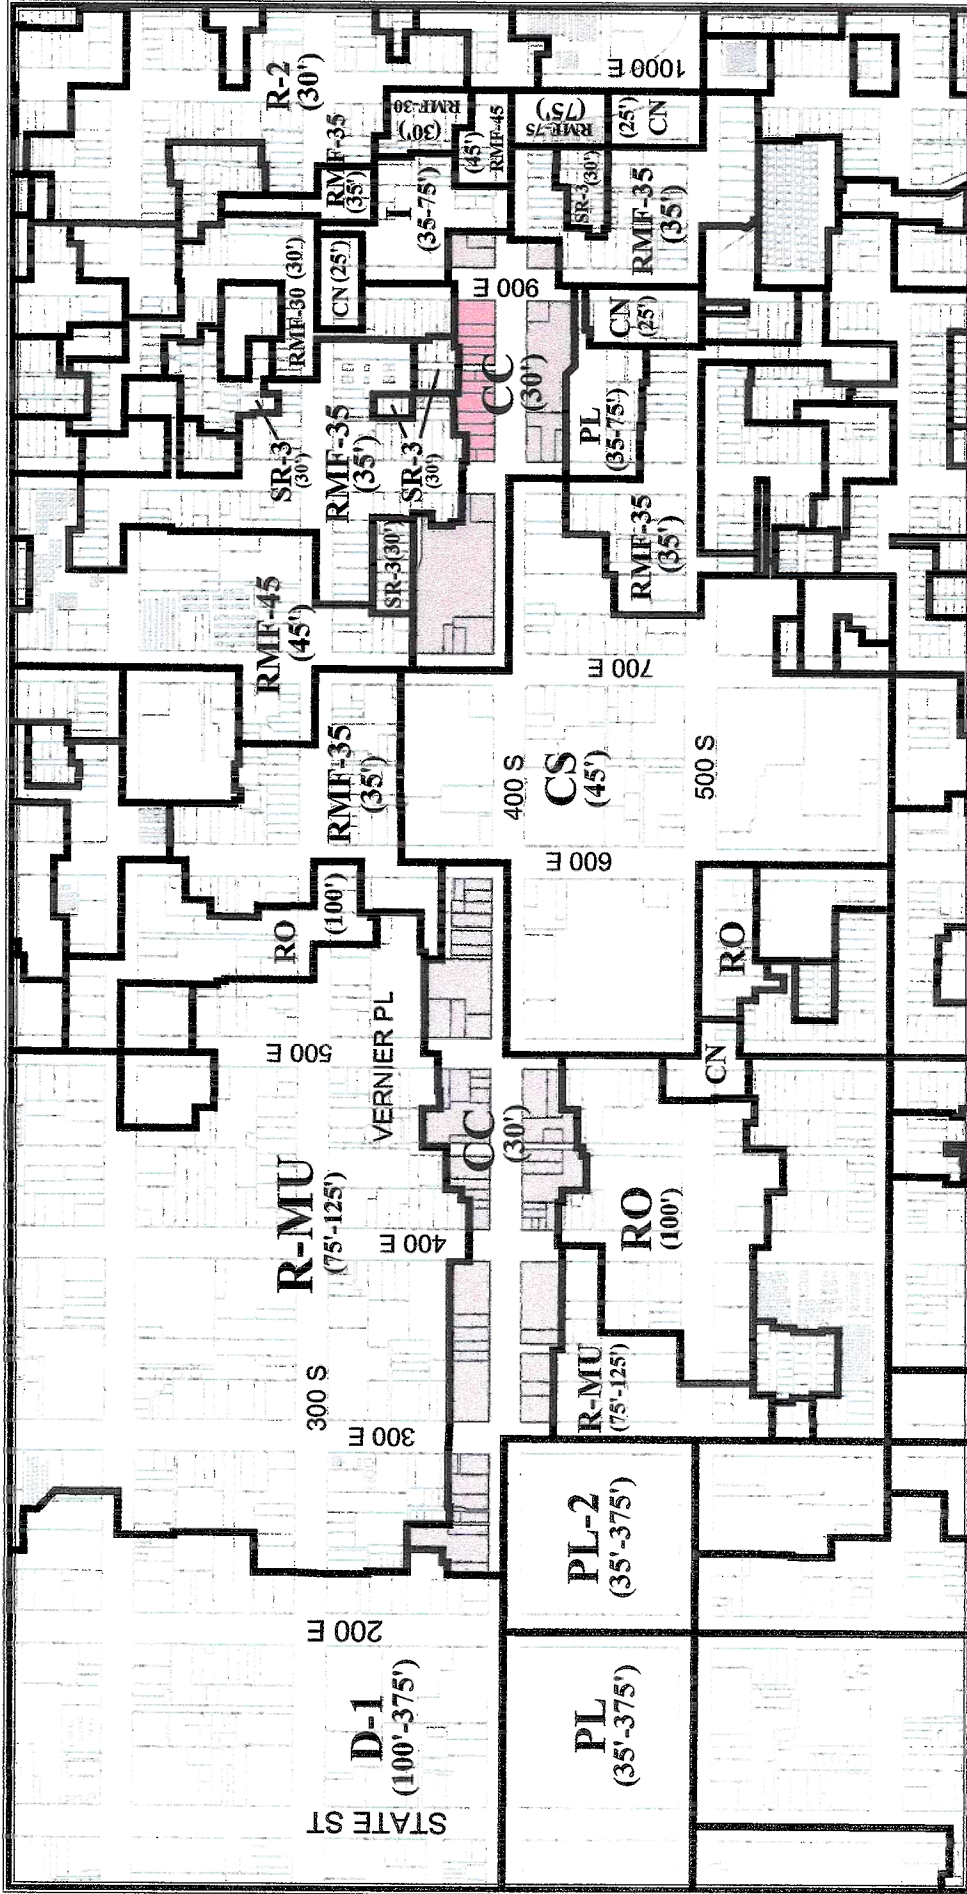 R-2
(30')
1000 E
RMF-35
(35')
RMF-30
(30')
RMF-45
(45')
RMF-75
(75')
CN
(25')
I
(35-75')
SR-3
(30')
RMF-35
(35')
RMF-30 (30')
CN (25')
900 E
CN
(25')
CC
(30')
PL
(35-75')
SR-3
(30')
RMF-35
(35')
SR-3
(30')
SR-3(30')
RMF-35
(35')
RMF-45
(45')
700 E
RMF-35
(35')
400 S
CS
(45')
500 S
600 E
RO
(100')
RO
500 E
VERNIER PL
CN
CC
(30')
R-MU
(75'-125')
400 E
RO
(100')
300 S
300 E
R-MU
(75'-125')
PL-2
(35'-375')
200 E
D-1
(100'-375')
PL
(35'-375')
STATE ST